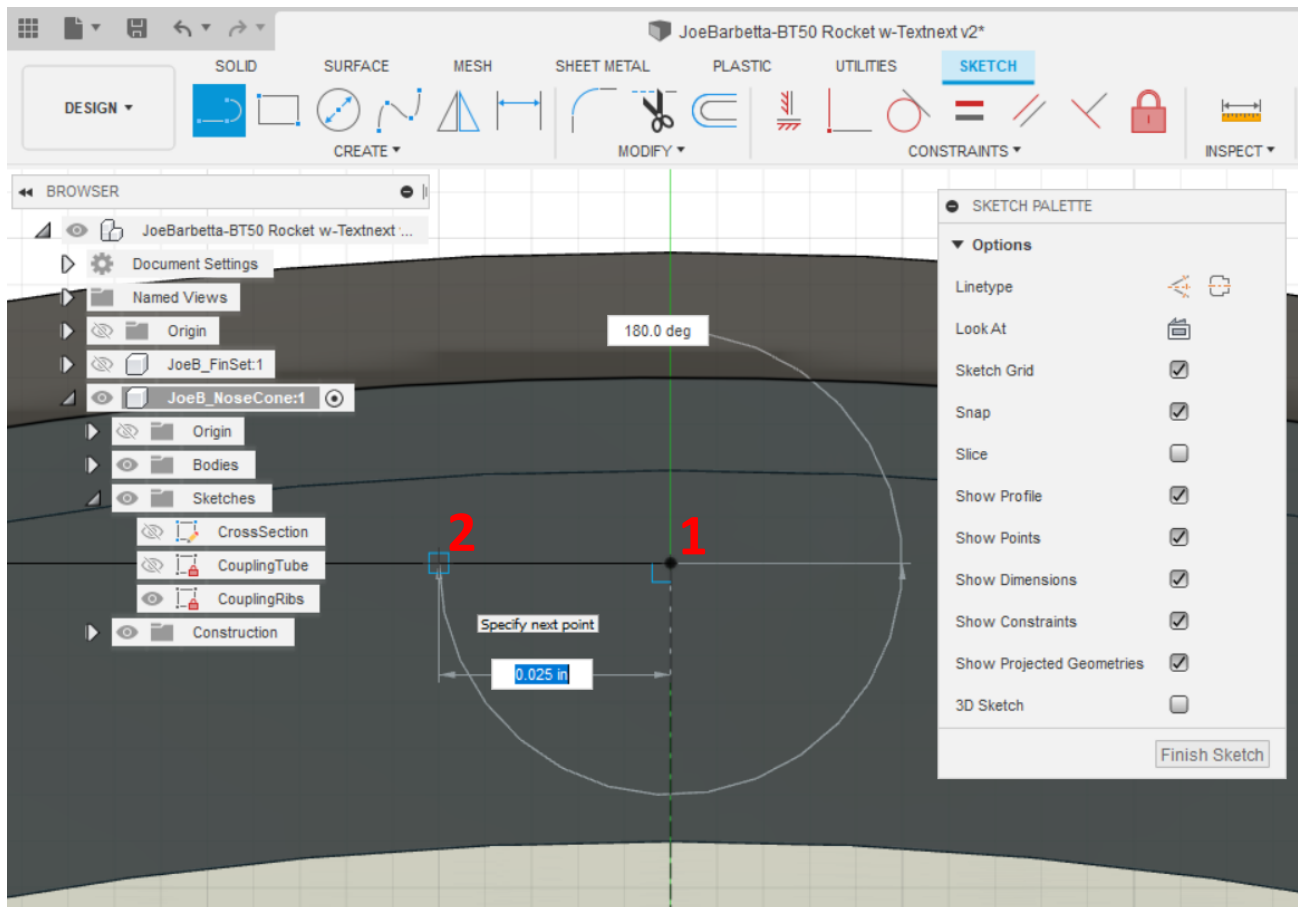 JoeBarbetta-BT50 Rocket w-Textnext v2*
SOLID SURFACE MESH SHEET METAL PLASTIC UTILITIES SKETCH
DESIGN ▾
CREATE ▾ MODIFY ▾ CONSTRAINTS ▾ INSPECT ▾
BROWSER
JoeBarbetta-BT50 Rocket w-Textnext ...
Document Settings
Named Views
Origin
JoeB_FinSet:1
JoeB_NoseCone:1
Origin
Bodies
Sketches
CrossSection
CouplingTube
CouplingRibs
Construction
180.0 deg
2 1
Specify next point
0.025 in
SKETCH PALETTE
▼ Options
Linetype
Look At
Sketch Grid
Snap
Slice
Show Profile
Show Points
Show Dimensions
Show Constraints
Show Projected Geometries
3D Sketch
Finish Sketch